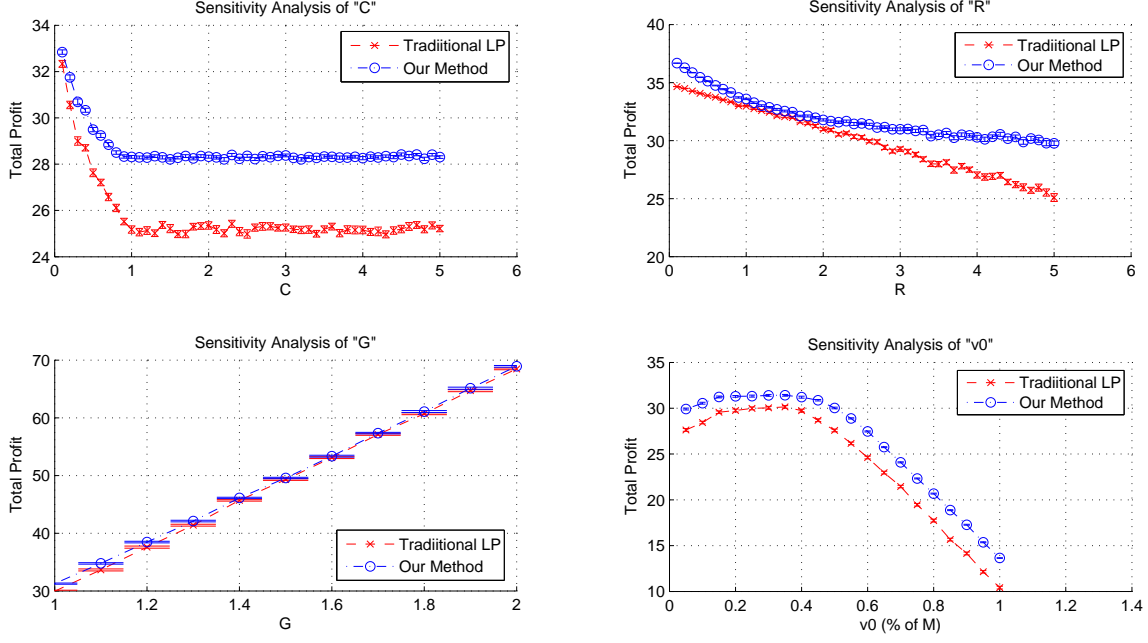 Sensitivity Analysis of "C"
34
32
30
28
26
24
Total Profit
0 1 2 3 4 5 6
C
Tradiitional LP
Our Method
Sensitivity Analysis of "R"
40
35
30
25
20
Total Profit
0 1 2 3 4 5 6
R
Tradiitional LP
Our Method
Sensitivity Analysis of "G"
70
60
50
40
30
Total Profit
1 1.2 1.4 1.6 1.8 2
G
Tradiitional LP
Our Method
Sensitivity Analysis of "v0"
35
30
25
20
15
10
Total Profit
0 0.2 0.4 0.6 0.8 1 1.2 1.4
v0 (% of M)
Tradiitional LP
Our Method